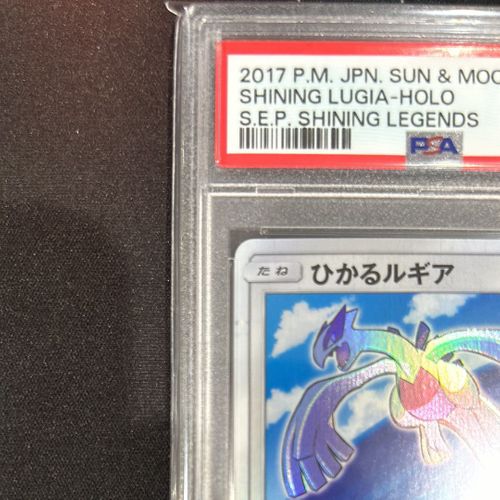 2017 P.M. JPN. SUN & MOO
SHINING LUGIA-HOLO
S.E.P. SHINING LEGENDS
PSA
たね ひかるルギア